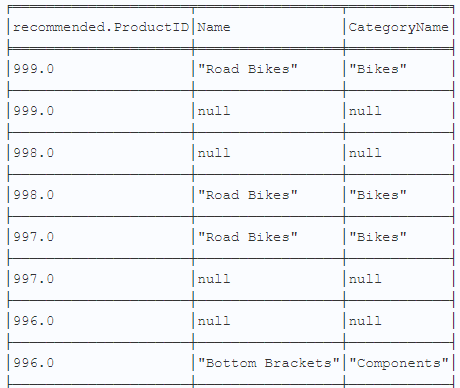 recommended.ProductID Name CategoryName
999.0 "Road Bikes" "Bikes"
999.0 null null
998.0 null null
998.0 "Road Bikes" "Bikes"
997.0 "Road Bikes" "Bikes"
997.0 null null
996.0 null null
996.0 "Bottom Brackets" "Components"